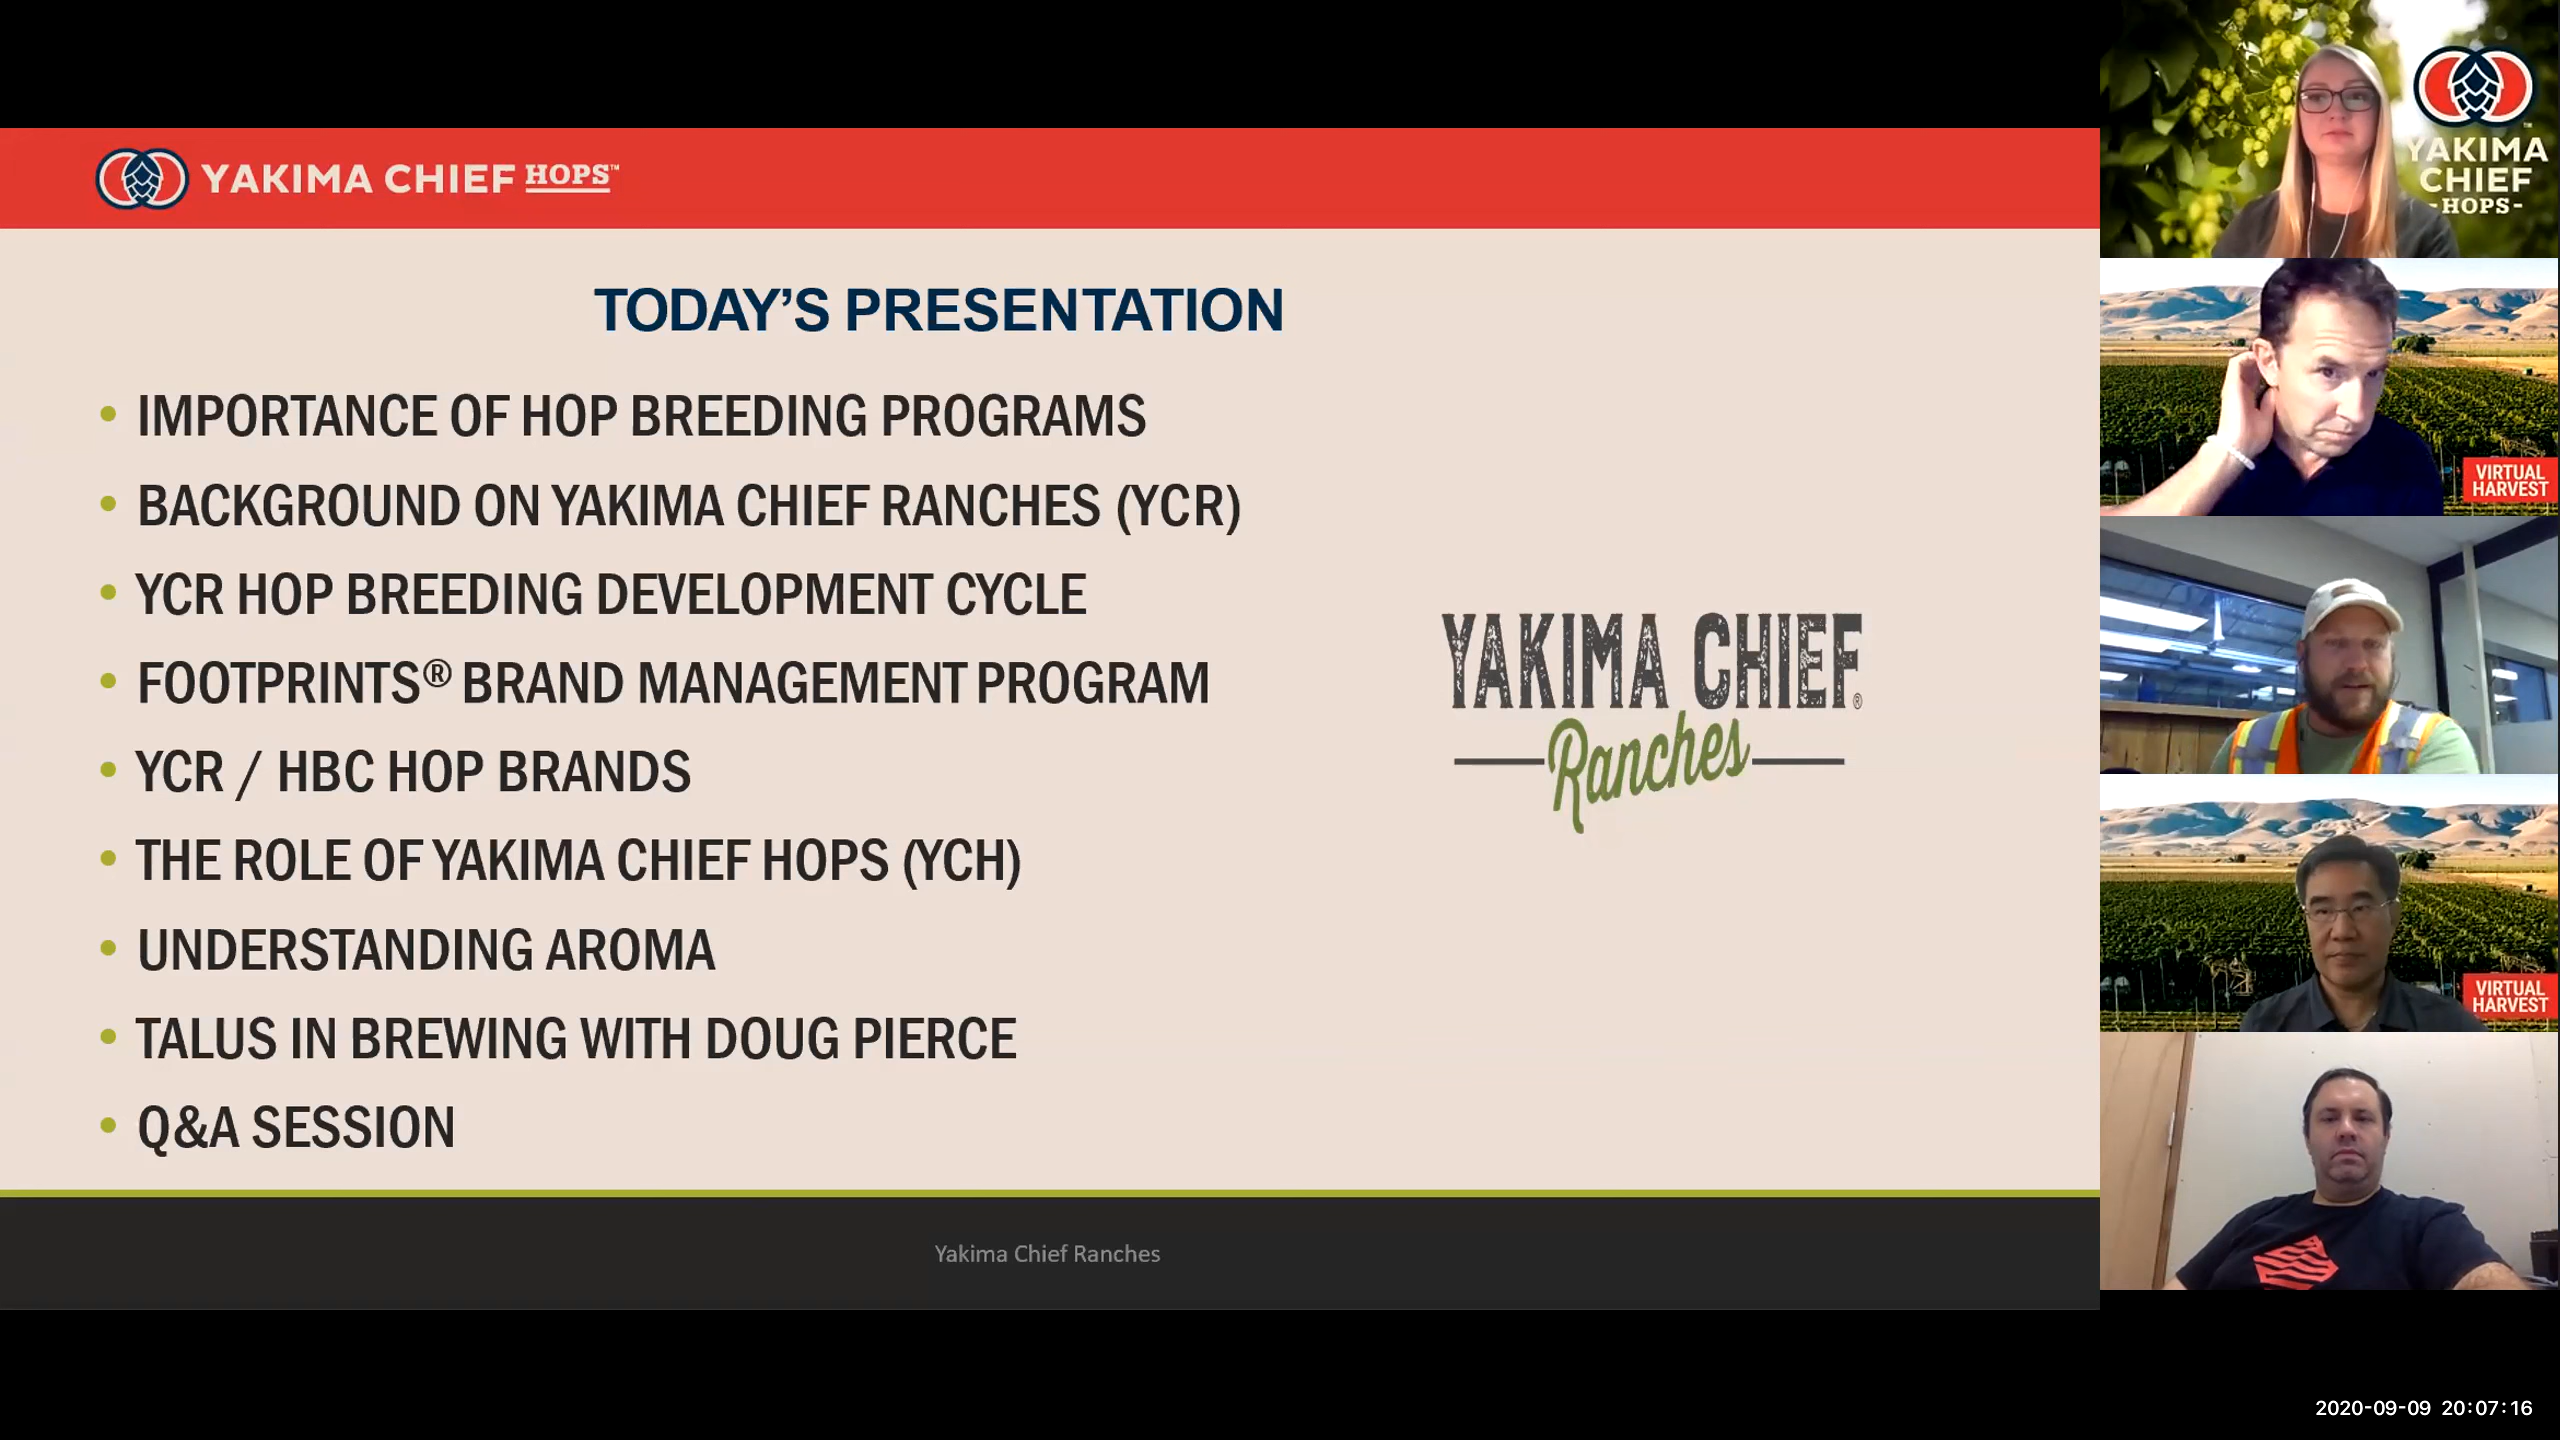 YAKIMA CHIEF HOPS™
TODAY’S PRESENTATION
• IMPORTANCE OF HOP BREEDING PROGRAMS
• BACKGROUND ON YAKIMA CHIEF RANCHES (YCR)
• YCR HOP BREEDING DEVELOPMENT CYCLE
• FOOTPRINTS® BRAND MANAGEMENT PROGRAM
• YCR / HBC HOP BRANDS
• THE ROLE OF YAKIMA CHIEF HOPS (YCH)
• UNDERSTANDING AROMA
• TALUS IN BREWING WITH DOUG PIERCE
• Q&A SESSION
YAKIMA CHIEF®
Ranches
Yakima Chief Ranches
YAKIMA
CHIEF
-HOPS-
VIRTUAL
HARVEST
VIRTUAL
HARVEST
2020-09-09 20:07:16